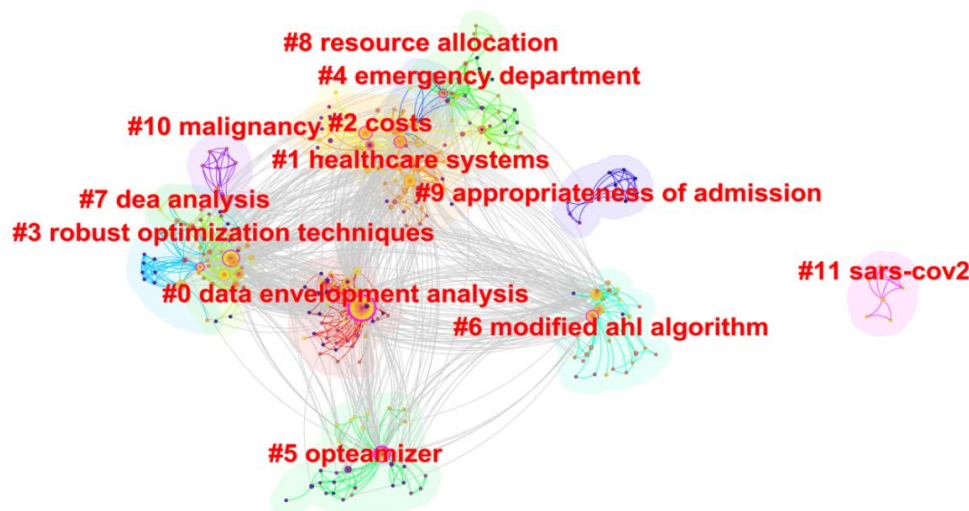 #8 resource allocation
#4 emergency department
#10 malignancy
#2 costs
#1 healthcare systems
#7 dea analysis
#9 appropriateness of admission
#3 robust optimization techniques
#11 sars-cov2
#0 data envelopment analysis
#6 modified ahl algorithm
#5 opteamizer